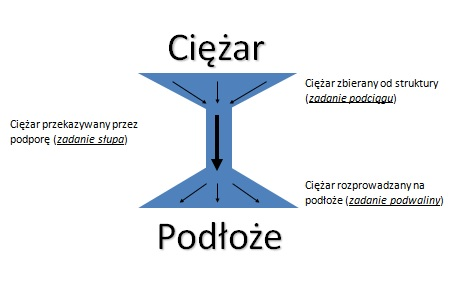 Ciężar
Ciężar zbierany od struktury
(zadanie podciągu)
Ciężar przekazywany przez
podporę (zadanie słupa)
Ciężar rozprowadzany na
podłoże (zadanie podwaliny)
Podłoże